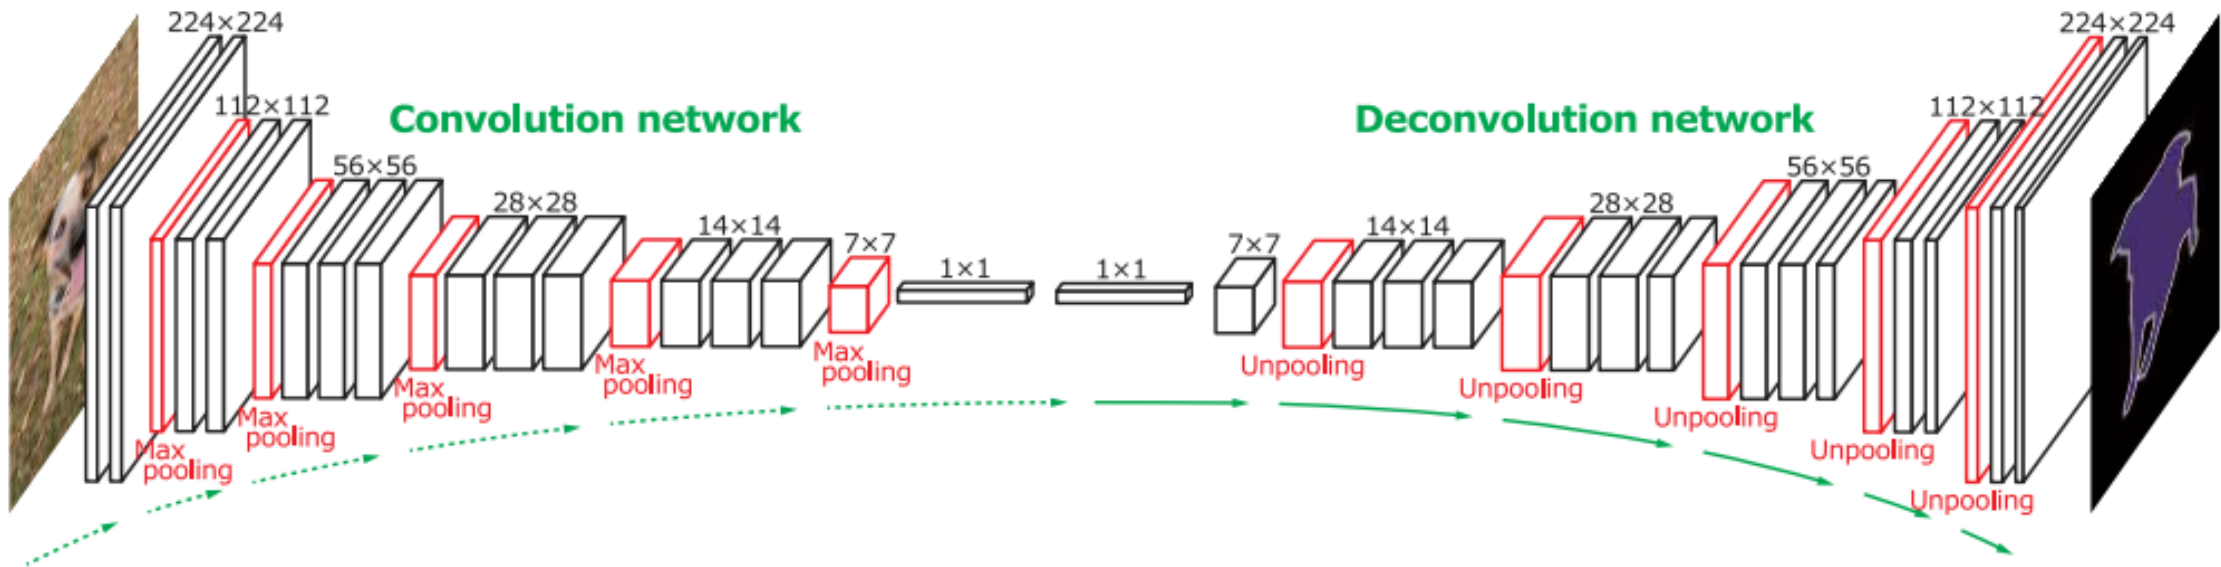 224×224
112×112
Convolution network
56×56
28×28
14×14
7×7
1×1
1×1
Deconvolution network
7×7
14×14
28×28
56×56
112×112
224×224
Max
pooling
Max
pooling
Max
pooling
Max
pooling
Max
pooling
Unpooling
Unpooling
Unpooling
Unpooling
Unpooling